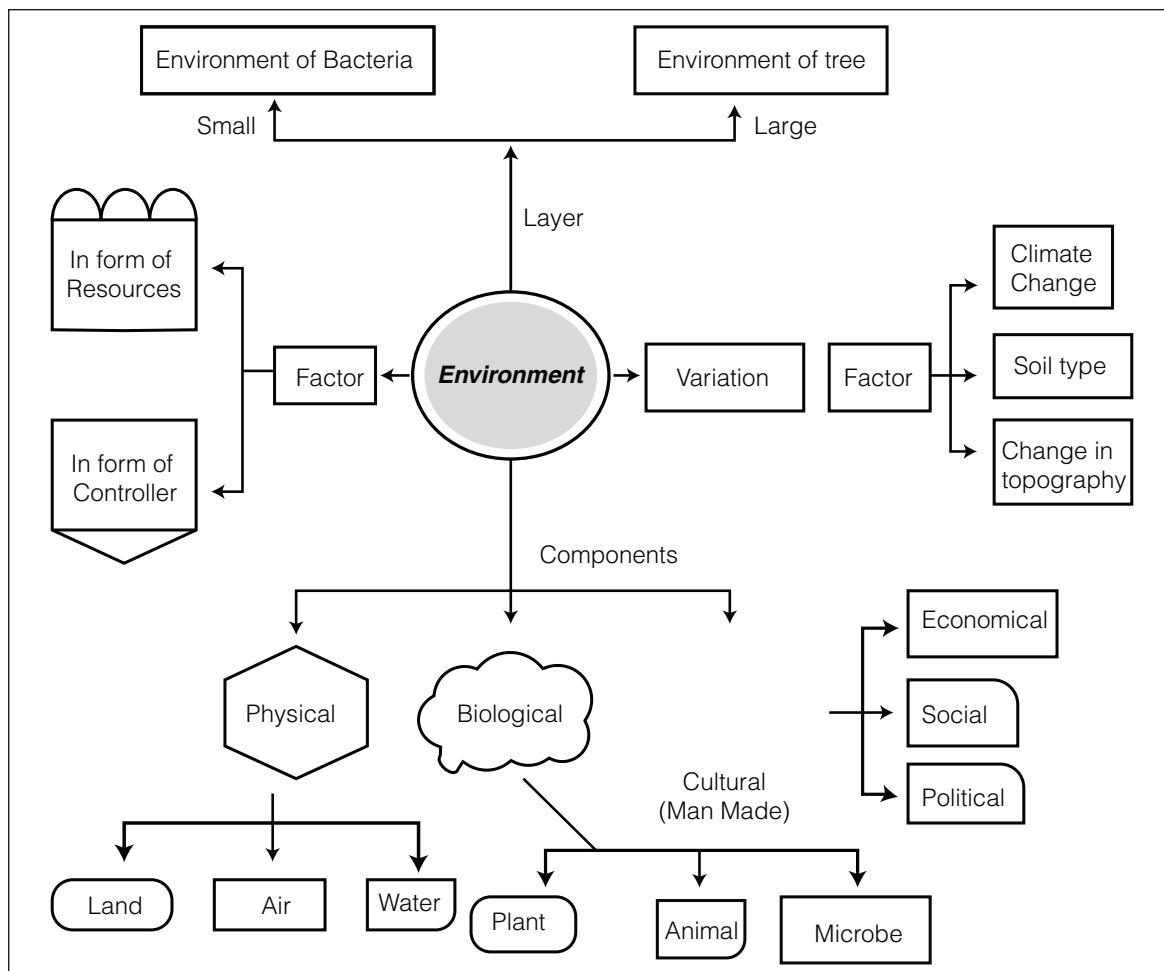 Environment of Bacteria
Environment of tree
Small
Large
Layer
In form of
Resources
Climate
Change
Factor
Environment
Variation
Factor
Soil type
In form of
Controller
Change in
topography
Components
Economical
Physical
Biological
Social
Cultural
(Man Made)
Political
Land
Air
Water
Plant
Animal
Microbe